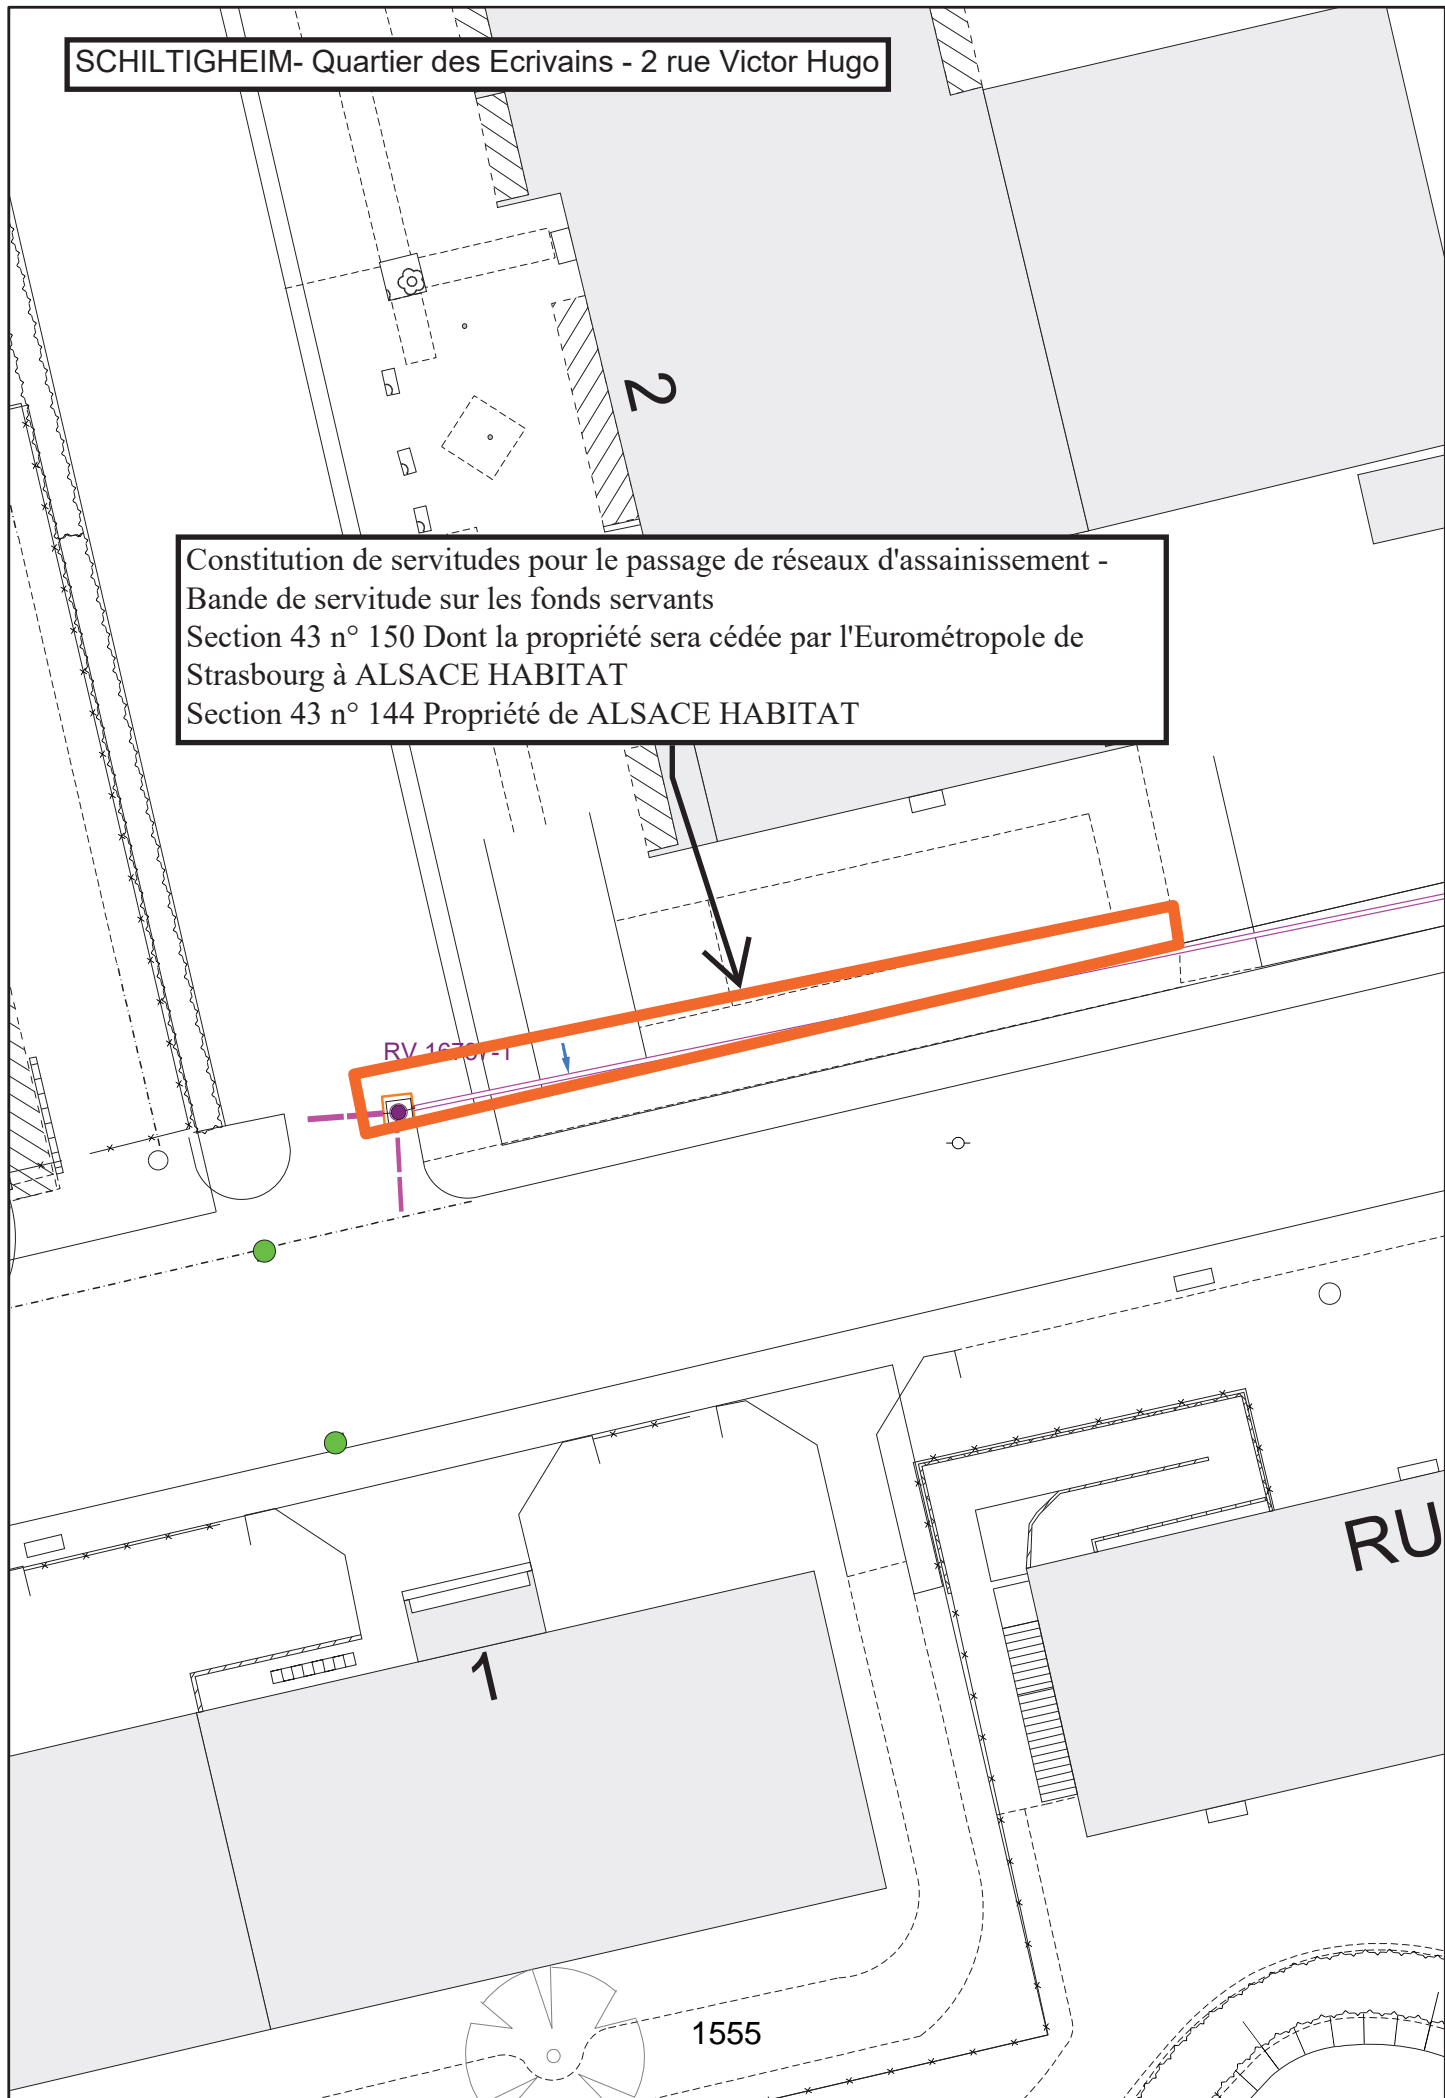 SCHILTIGHEIM- Quartier des Ecrivains - 2 rue Victor Hugo
2
Constitution de servitudes pour le passage de réseaux d'assainissement -
Bande de servitude sur les fonds servants
Section 43 n° 150 Dont la propriété sera cédée par l'Eurométropole de
Strasbourg à ALSACE HABITAT
Section 43 n° 144 Propriété de ALSACE HABITAT
RV
RU
1
1555